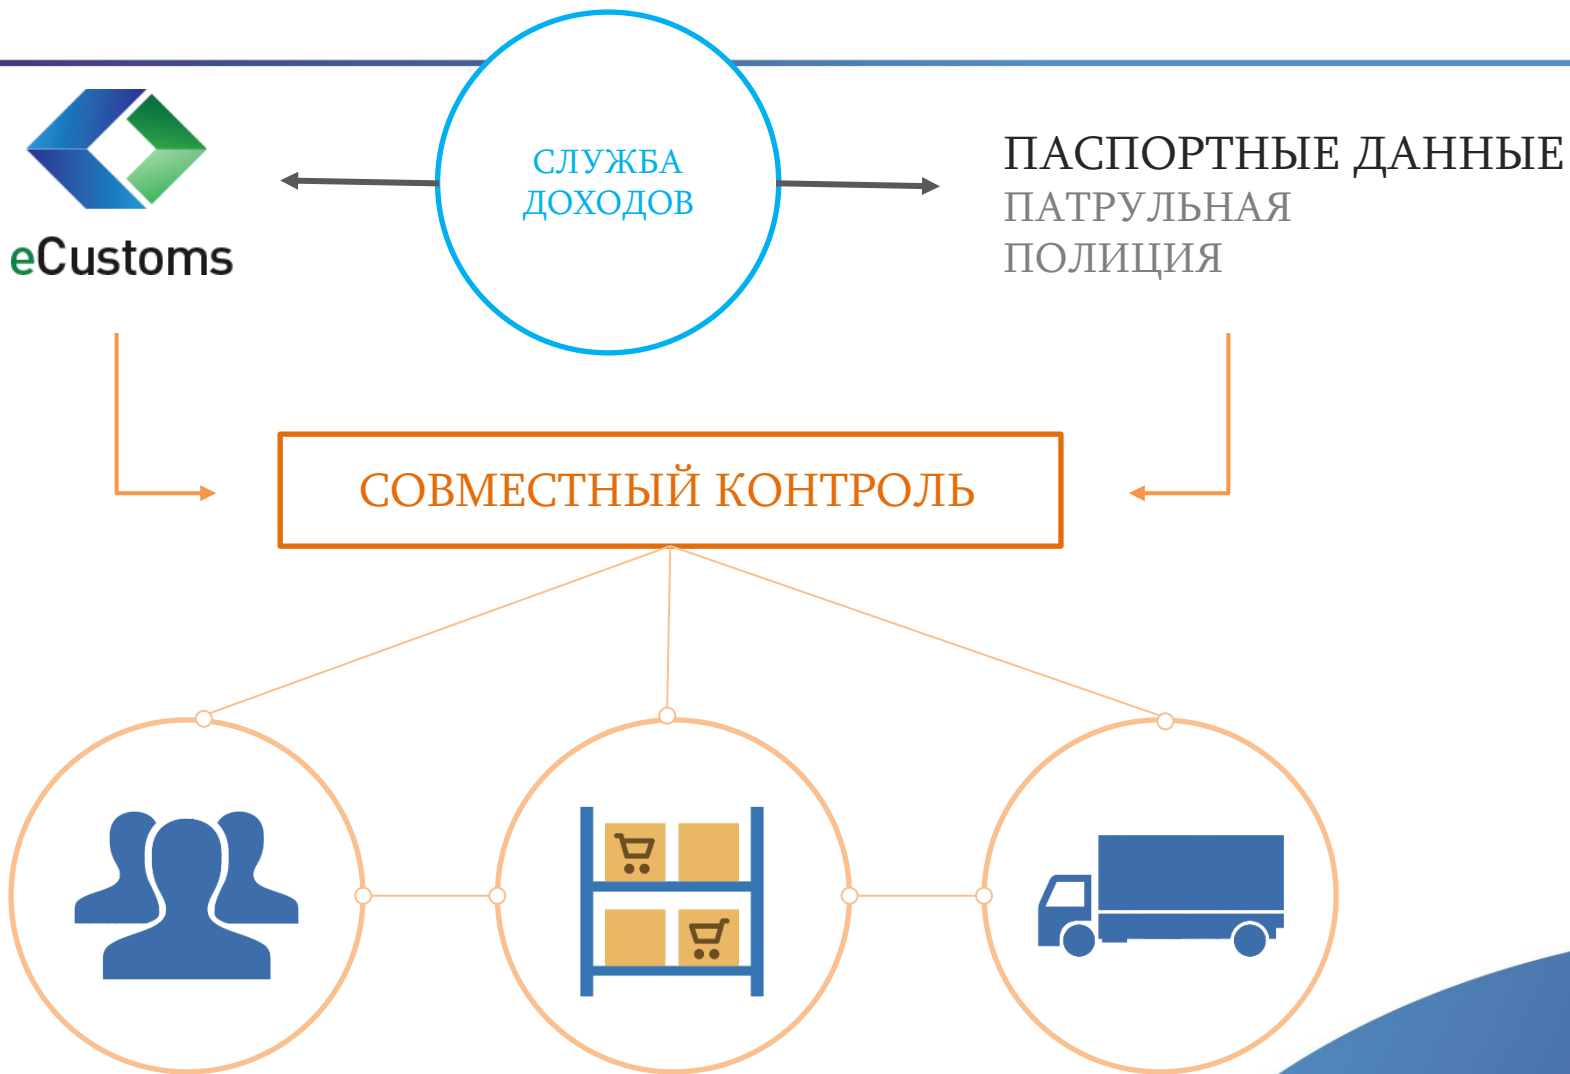 СЛУЖБА
ДОХОДОВ
eCustoms
ПАСПОРТНЫЕ ДАННЫЕ
ПАТРУЛЬНАЯ
ПОЛИЦИЯ
СОВМЕСТНЫЙ КОНТРОЛЬ